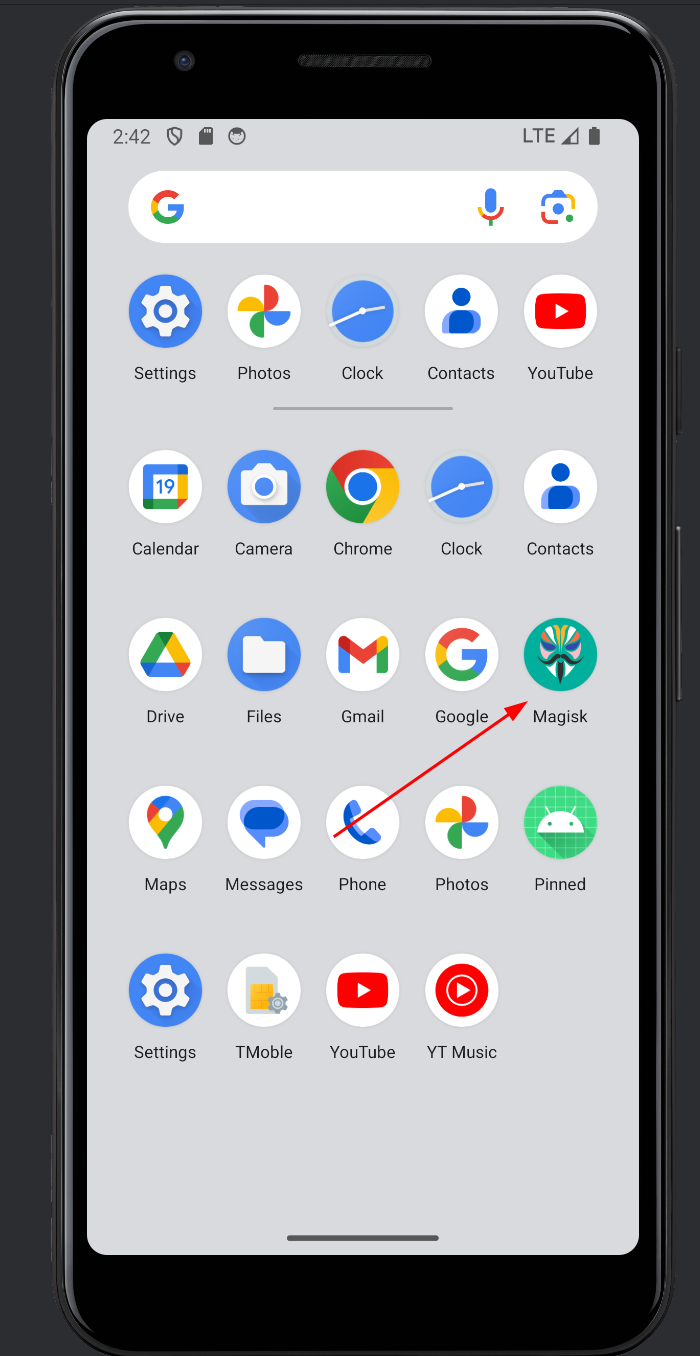 2:42 LTE
Settings Photos Clock Contacts YouTube
19
Calendar Camera Chrome Clock Contacts
Drive Files Gmail Google Magisk
Maps Messages Phone Photos Pinned
Settings TMoble YouTube YT Music